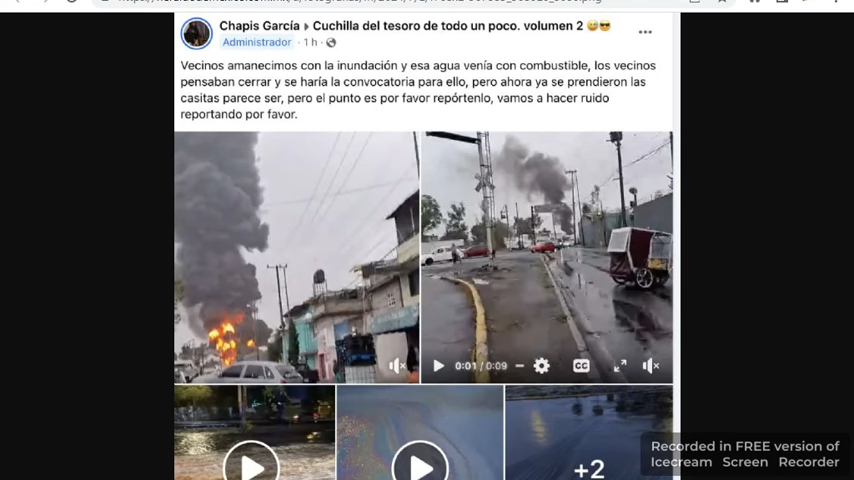 Chapis García ▸ Cuchilla del tesoro de todo un poco. volumen 2 😅😎
Administrador · 1 h ·
Vecinos amanecimos con la inundación y esa agua venía con combustible, los vecinos
pensaban cerrar y se haría la convocatoria para ello, pero ahora ya se prendieron las
casitas parece ser, pero el punto es por favor repórtenlo, vamos a hacer ruido
reportando por favor.
0:01 / 0:09
CC
+2
Recorded in FREE version of
Icecream Screen Recorder